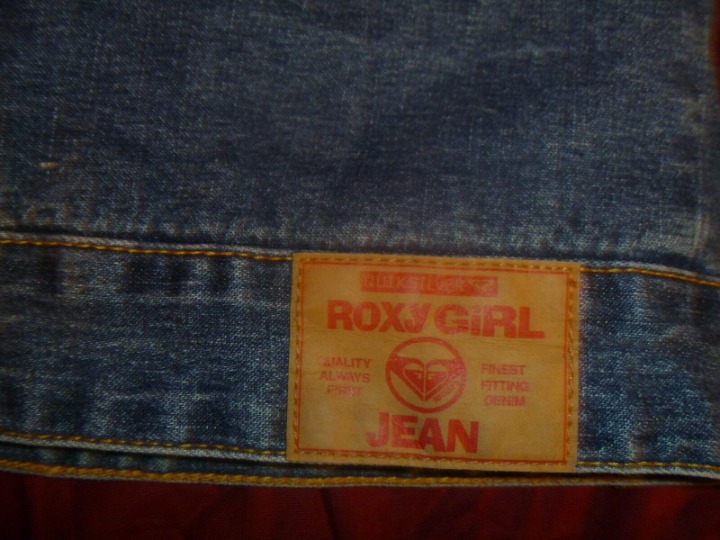 QUIKSILVER
ROXY GiRL
QUALITY
ALWAYS
FIRST
FINEST
FITTING
DENIM
JEAN